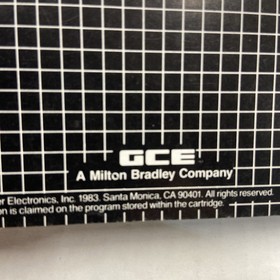 GCE
A Milton Bradley Company
Electronics, Inc. 1983. Santa Monica, CA 90401. All rights reserved.
is claimed on the program stored within the cartridge.